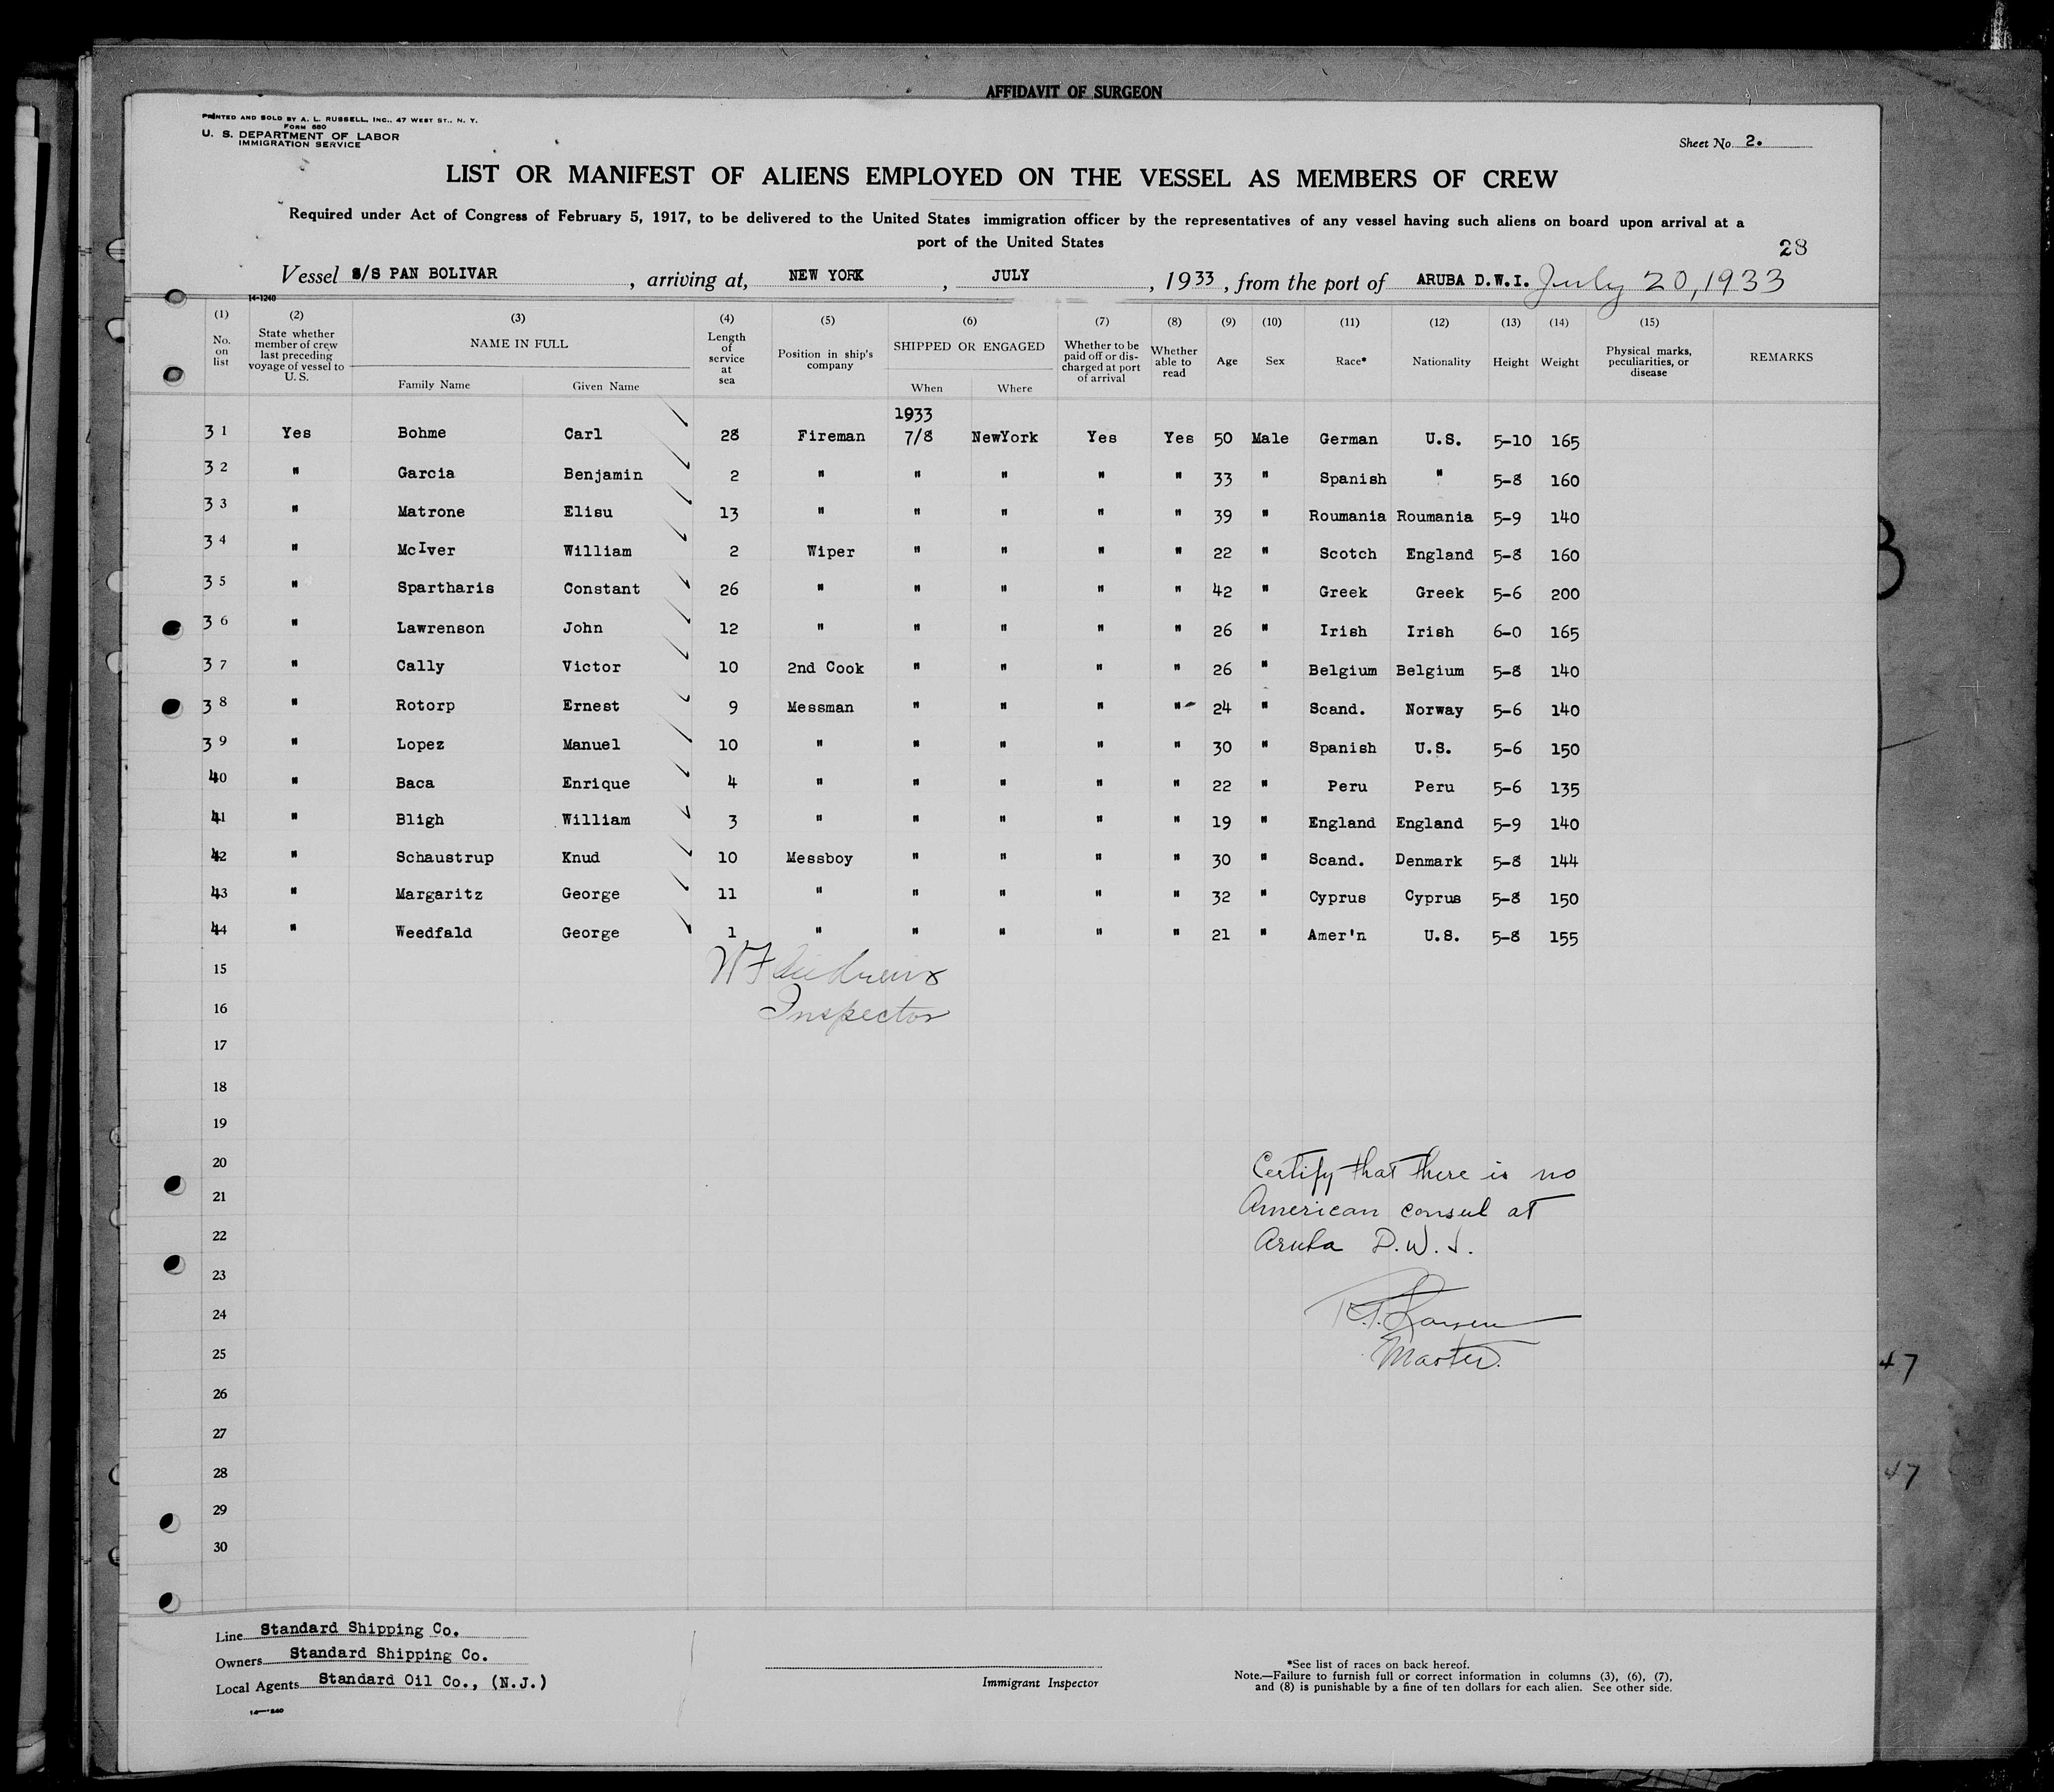 AFFIDAVIT OF SURGEON
PRINTED AND SOLD BY A. L. RUSSELL, INC., 47 WEST ST., N. Y.
FORM 680
U. S. DEPARTMENT OF LABOR
IMMIGRATION SERVICE
Sheet No. 2.
LIST OR MANIFEST OF ALIENS EMPLOYED ON THE VESSEL AS MEMBERS OF CREW
Required under Act of Congress of February 5, 1917, to be delivered to the United States immigration officer by the representatives of any vessel having such aliens on board upon arrival at a
port of the United States
28
Vessel S/S PAN BOLIVAR, arriving at, NEW YORK, JULY, 1933, from the port of ARUBA D.W.I. July 20, 1933
14-1240
(1) No. on list (2) State whether member of crew last preceding voyage of vessel to U. S. (3) NAME IN FULL Family Name Given Name (4) Length of service at sea (5) Position in ship's company (6) SHIPPED OR ENGAGED When Where (7) Whether to be paid off or discharged at port of arrival (8) Whether able to read (9) Age (10) Sex (11) Race* (12) Nationality (13) Height (14) Weight (15) Physical marks, peculiarities, or disease REMARKS
1933
31 Yes Bohme Carl 28 Fireman 7/8 NewYork Yes Yes 50 Male German U.S. 5-10 165
32 " Garcia Benjamin 2 " " " " " 33 " Spanish " 5-8 160
33 " Matrone Elisu 13 " " " " " 39 " Roumania Roumania 5-9 140
34 " McIver William 2 Wiper " " " " 22 " Scotch England 5-8 160
35 " Spartharis Constant 26 " " " " " 42 " Greek Greek 5-6 200
36 " Lawrenson John 12 " " " " " 26 " Irish Irish 6-0 165
37 " Cally Victor 10 2nd Cook " " " " 26 " Belgium Belgium 5-8 140
38 " Rotorp Ernest 9 Messman " " " " 24 " Scand. Norway 5-6 140
39 " Lopez Manuel 10 " " " " " 30 " Spanish U.S. 5-6 150
40 " Baca Enrique 4 " " " " " 22 " Peru Peru 5-6 135
41 " Bligh William 3 " " " " " 19 " England England 5-9 140
42 " Schaustrup Knud 10 Messboy " " " " 30 " Scand. Denmark 5-8 144
43 " Margaritz George 11 " " " " " 32 " Cyprus Cyprus 5-8 150
44 " Weedfald George 1 " " " " " 21 " Amer'n U.S. 5-8 155
15
W F Andrews
16
Inspector
17
18
19
20
Certify that there is no
21
American consul at
22
Aruba D.W.I.
23
24
25
Master.
26
27
28
29
30
47
47
Line Standard Shipping Co.
Owners Standard Shipping Co.
Local Agents Standard Oil Co., (N.J.)
Immigrant Inspector
*See list of races on back hereof.
Note.—Failure to furnish full or correct information in columns (3), (6), (7),
and (8) is punishable by a fine of ten dollars for each alien. See other side.